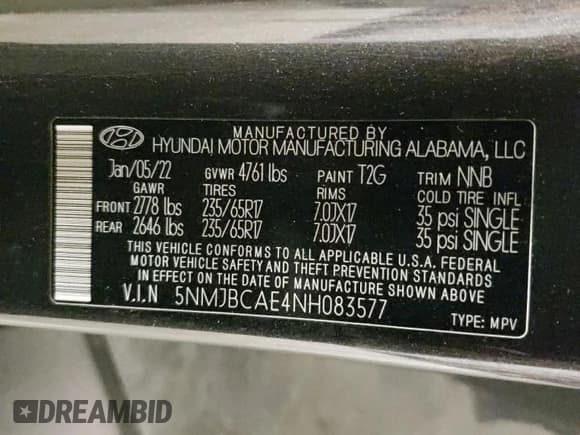 MANUFACTURED BY
HYUNDAI MOTOR MANUFACTURING ALABAMA, LLC
Jan/05/22 GVWR 4761 lbs PAINT T2G TRIM NNB
GAWR TIRES RIMS COLD TIRE INFL
FRONT 2778 lbs 235/65R17 7.0JX17 35 psi SINGLE
REAR 2646 lbs 235/65R17 7.0JX17 35 psi SINGLE
THIS VEHICLE CONFORMS TO ALL APPLICABLE U.S.A. FEDERAL
MOTOR VEHICLE SAFETY AND THEFT PREVENTION STANDARDS
IN EFFECT ON THE DATE OF MANUFACTURE SHOWN ABOVE.
V.I.N 5NMJBCAE4NH083577
TYPE: MPV
DREAMBID